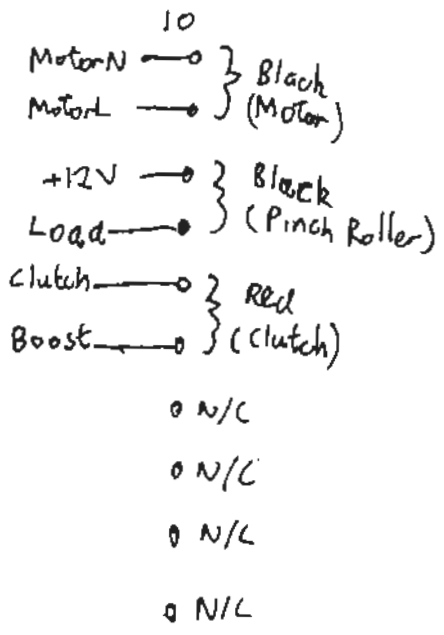 10
MotorN
Black
MotorL
(Motor)
+12V
Black
Load
(Pinch Roller)
Clutch
Red
Boost
(Clutch)
N/C
N/C
N/C
N/C